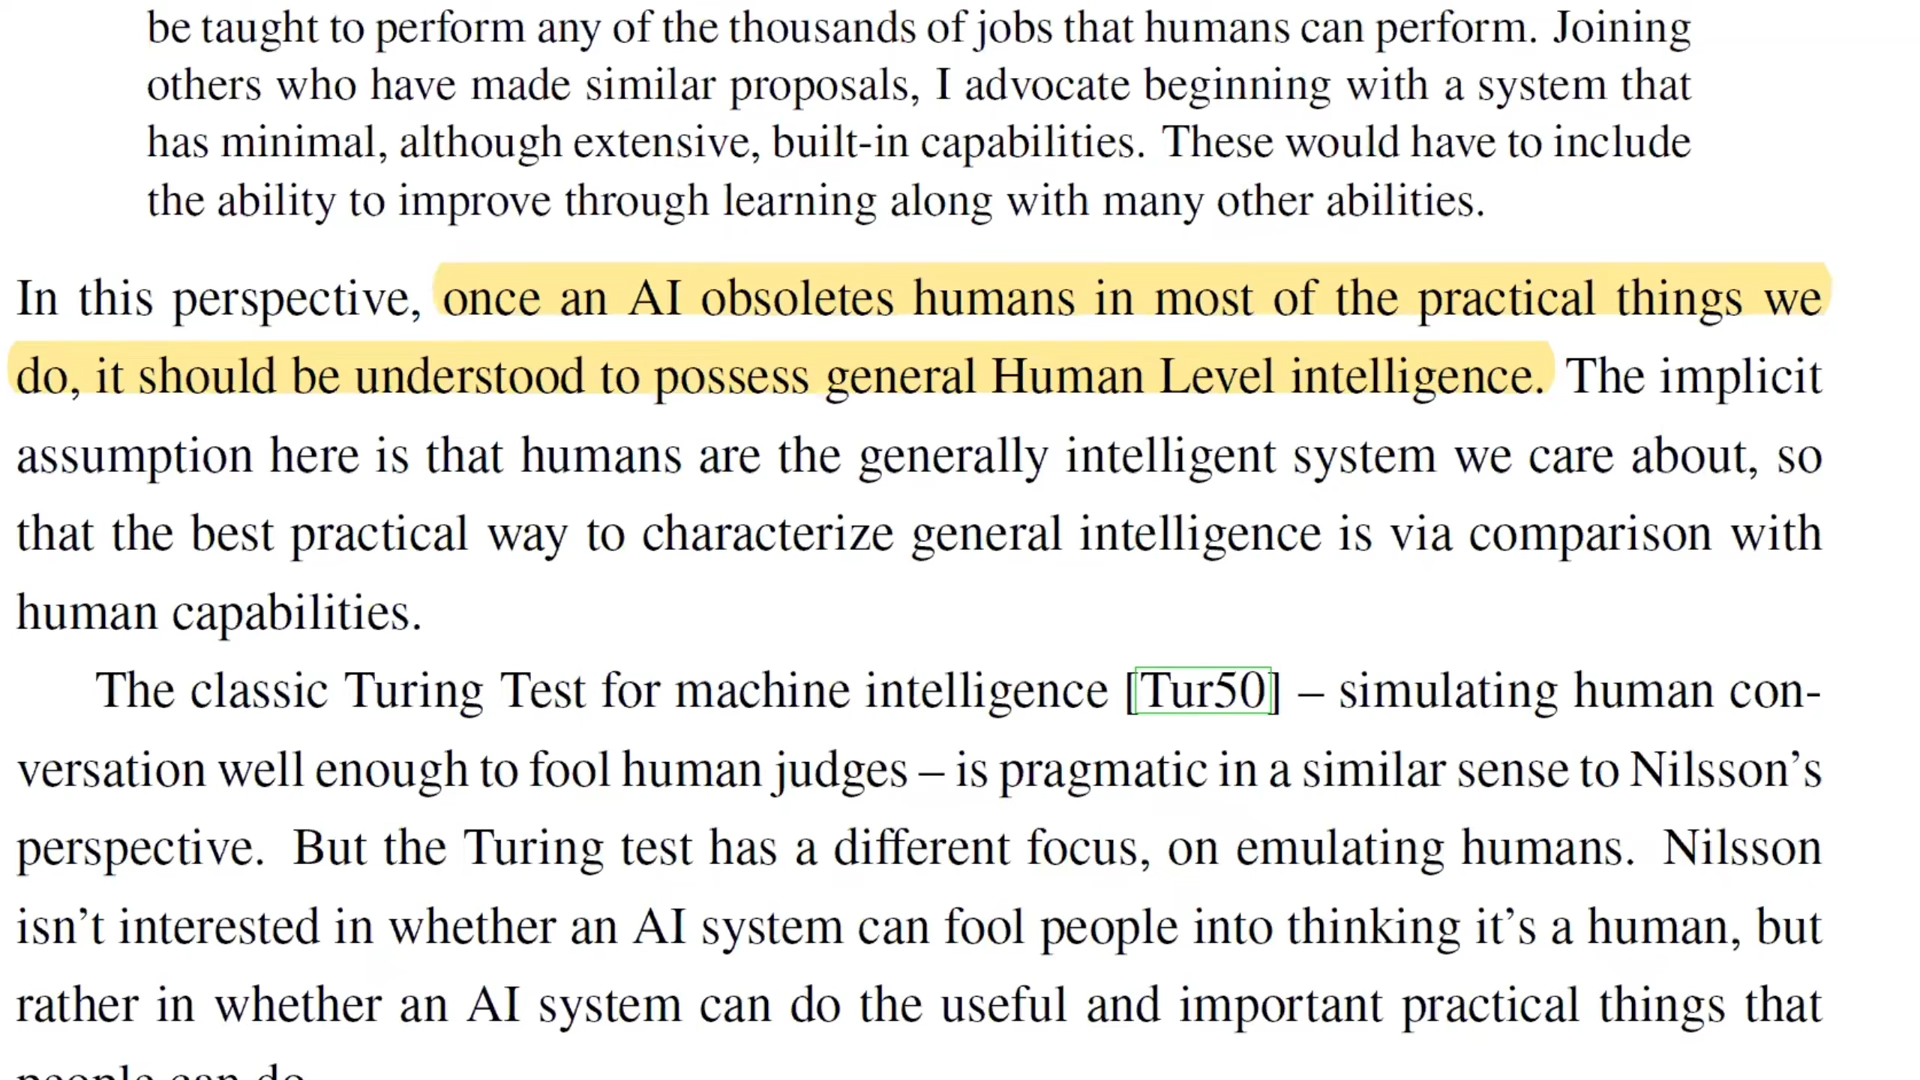 be taught to perform any of the thousands of jobs that humans can perform. Joining
others who have made similar proposals, I advocate beginning with a system that
has minimal, although extensive, built-in capabilities. These would have to include
the ability to improve through learning along with many other abilities.
In this perspective, once an AI obsoletes humans in most of the practical things we
do, it should be understood to possess general Human Level intelligence. The implicit
assumption here is that humans are the generally intelligent system we care about, so
that the best practical way to characterize general intelligence is via comparison with
human capabilities.
The classic Turing Test for machine intelligence [Tur50] – simulating human con-
versation well enough to fool human judges – is pragmatic in a similar sense to Nilsson’s
perspective. But the Turing test has a different focus, on emulating humans. Nilsson
isn’t interested in whether an AI system can fool people into thinking it’s a human, but
rather in whether an AI system can do the useful and important practical things that
people can do.